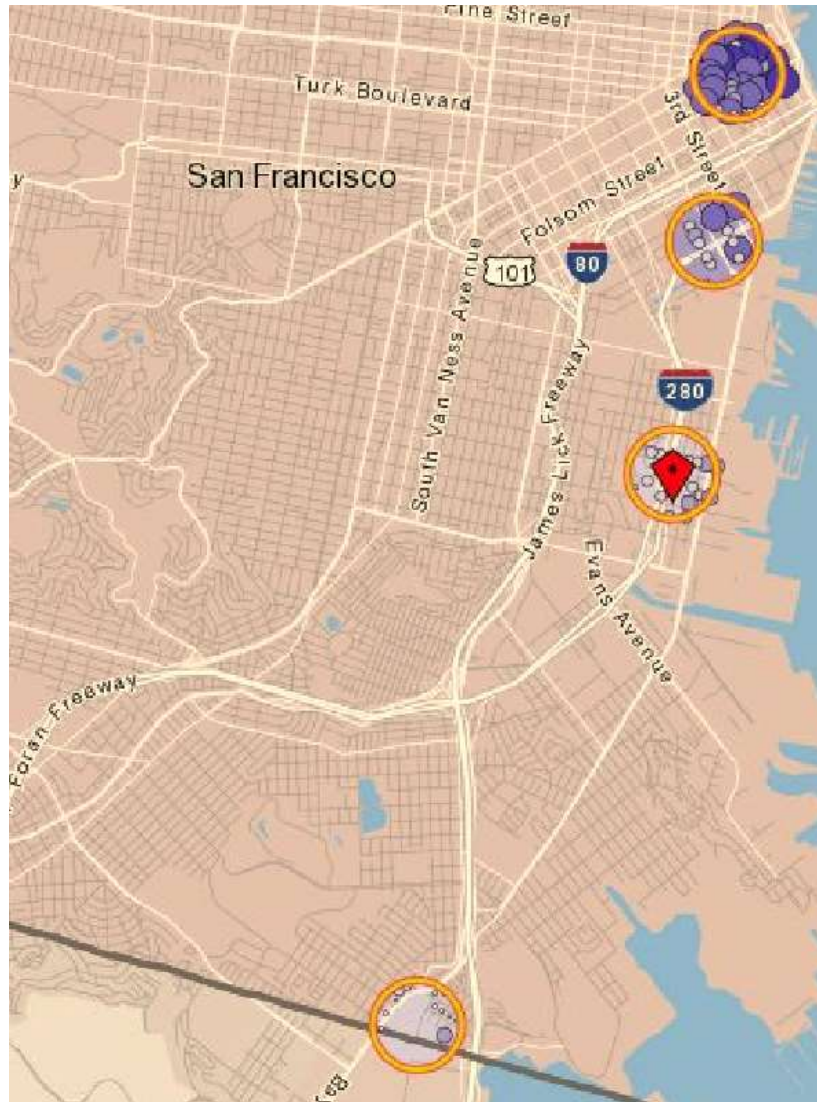 Pine Street
Turk Boulevard
3rd Street
San Francisco
Folsom Street
80
101
South Van Ness Avenue
280
James Lick Freeway
Evans Avenue
Foran Freeway
Bay